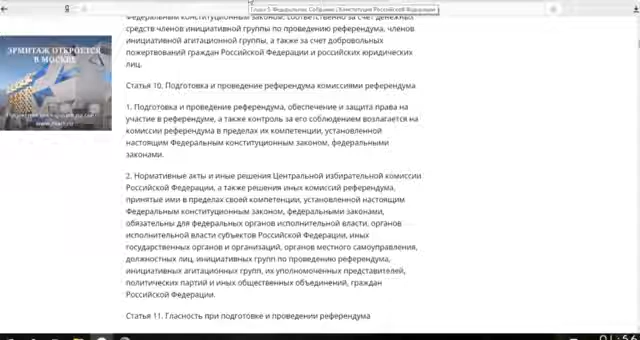 Глава 5. Федеральное Собрание | Конституция Российской Федерации
Федеральным конституционным законом, соответственно за счет денежных
средств членов инициативной группы по проведению референдума, членов
инициативной агитационной группы, а также за счет добровольных
пожертвований граждан Российской Федерации и российских юридических
лиц.
ЭРМИТАЖ ОТКРОЕТСЯ
В МОСКВЕ
Статья 10. Подготовка и проведение референдума комиссиями референдума
1. Подготовка и проведение референдума, обеспечение и защита права на
участие в референдуме, а также контроль за его соблюдением возлагается на
комиссии референдума в пределах их компетенции, установленной
настоящим Федеральным конституционным законом, федеральными
законами.
2. Нормативные акты и иные решения Центральной избирательной комиссии
Российской Федерации, а также решения иных комиссий референдума,
принятые ими в пределах своей компетенции, установленной настоящим
Федеральным конституционным законом, федеральными законами,
обязательны для федеральных органов исполнительной власти, органов
исполнительной власти субъектов Российской Федерации, иных
государственных органов и организаций, органов местного самоуправления,
должностных лиц, инициативных групп по проведению референдума,
инициативных агитационных групп, их уполномоченных представителей,
политических партий и иных общественных объединений, граждан
Российской Федерации.
Статья 11. Гласность при подготовке и проведении референдума